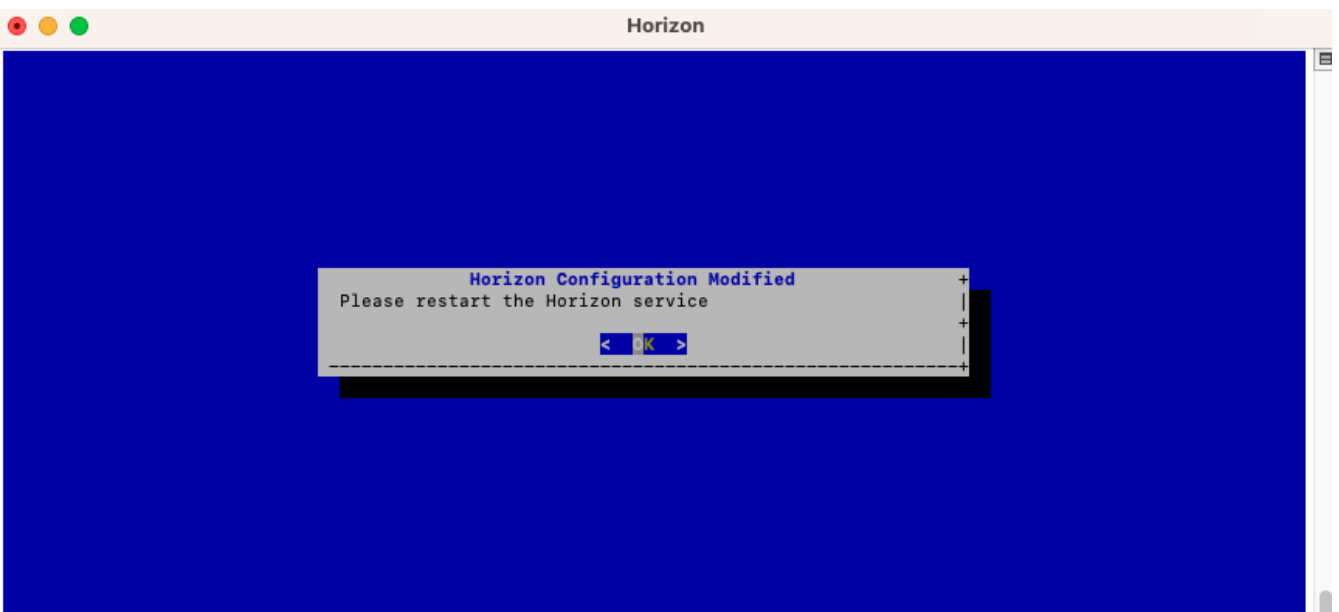 Horizon
Horizon Configuration Modified
Please restart the Horizon service
< OK >